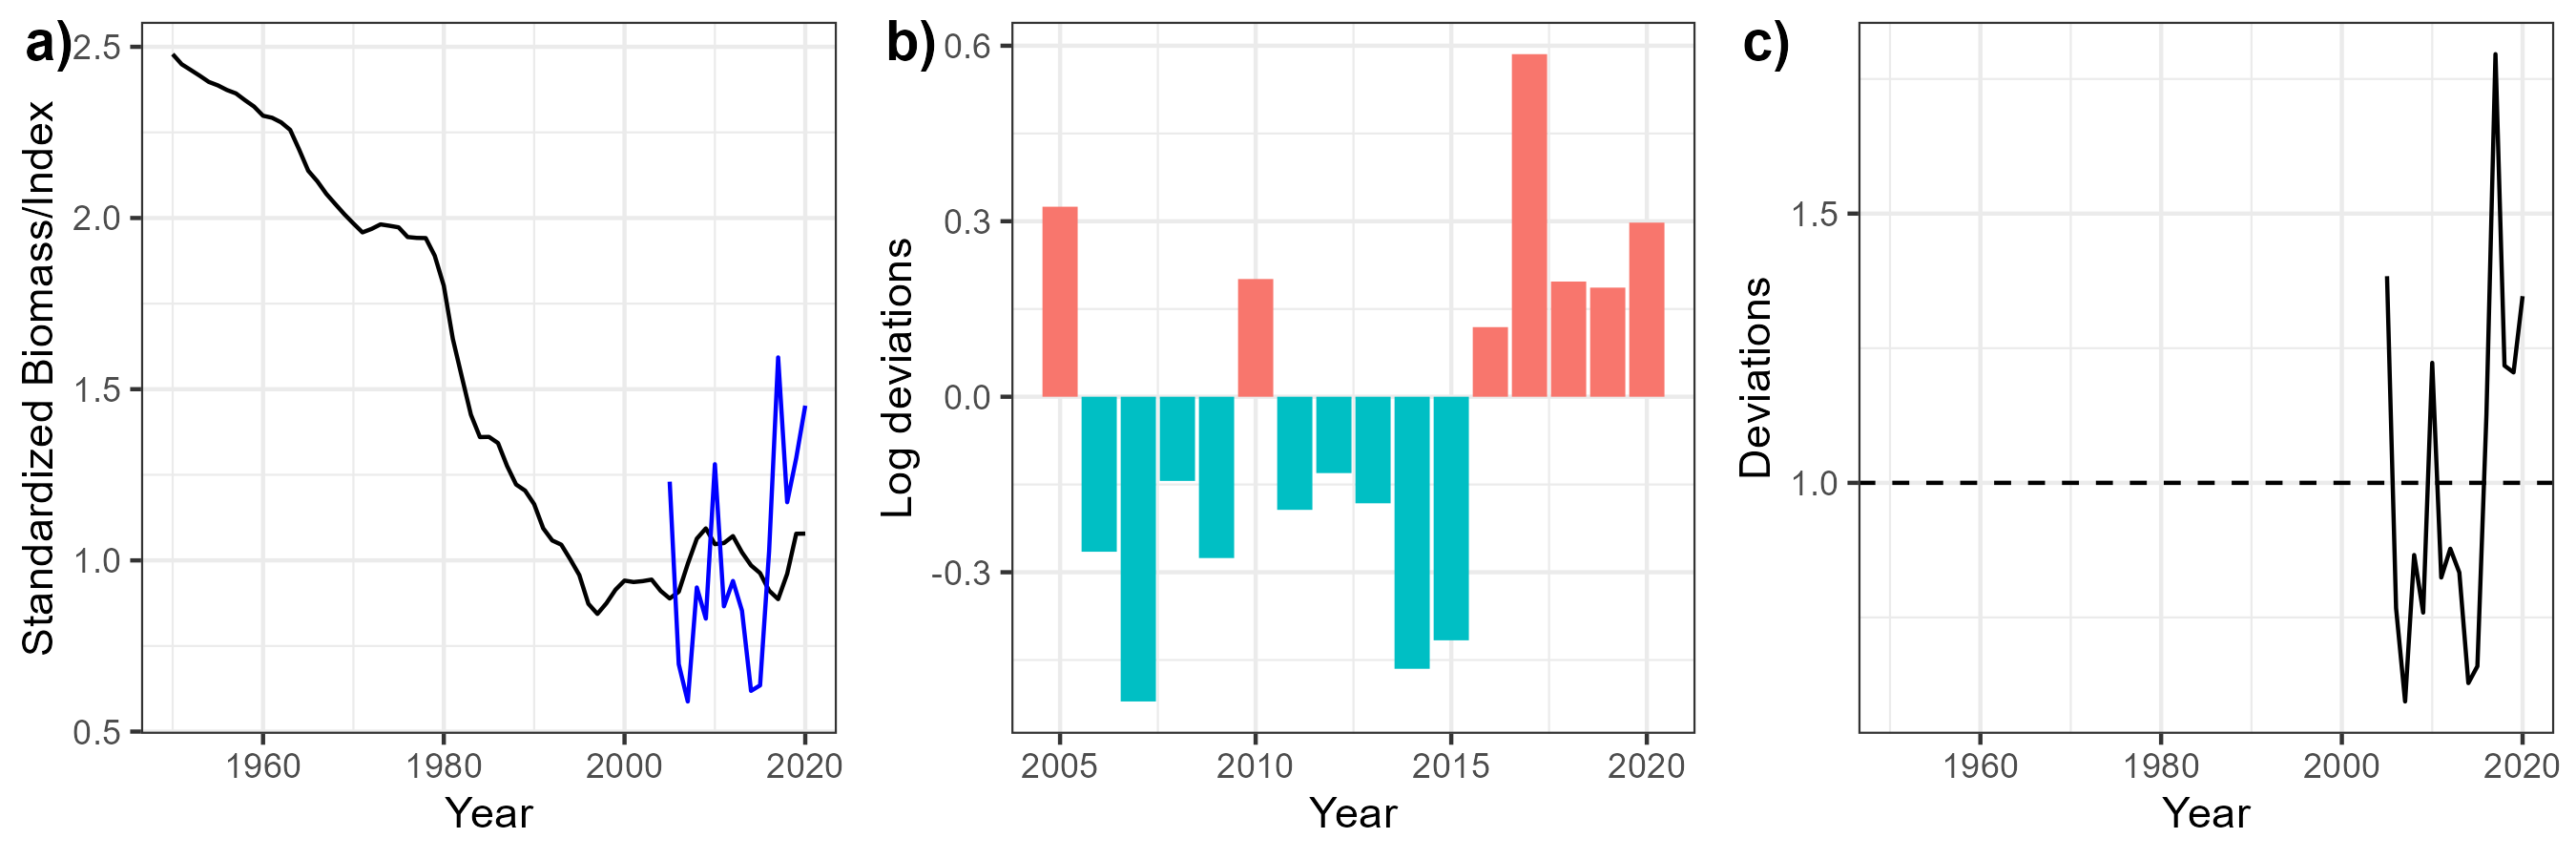 a)
Standardized Biomass/Index
2.5
2.0
1.5
1.0
0.5
1960 1980 2000 2020
Year
b)
Log deviations
0.6
0.3
0.0
-0.3
2005 2010 2015 2020
Year
c)
Deviations
1.5
1.0
1960 1980 2000 2020
Year